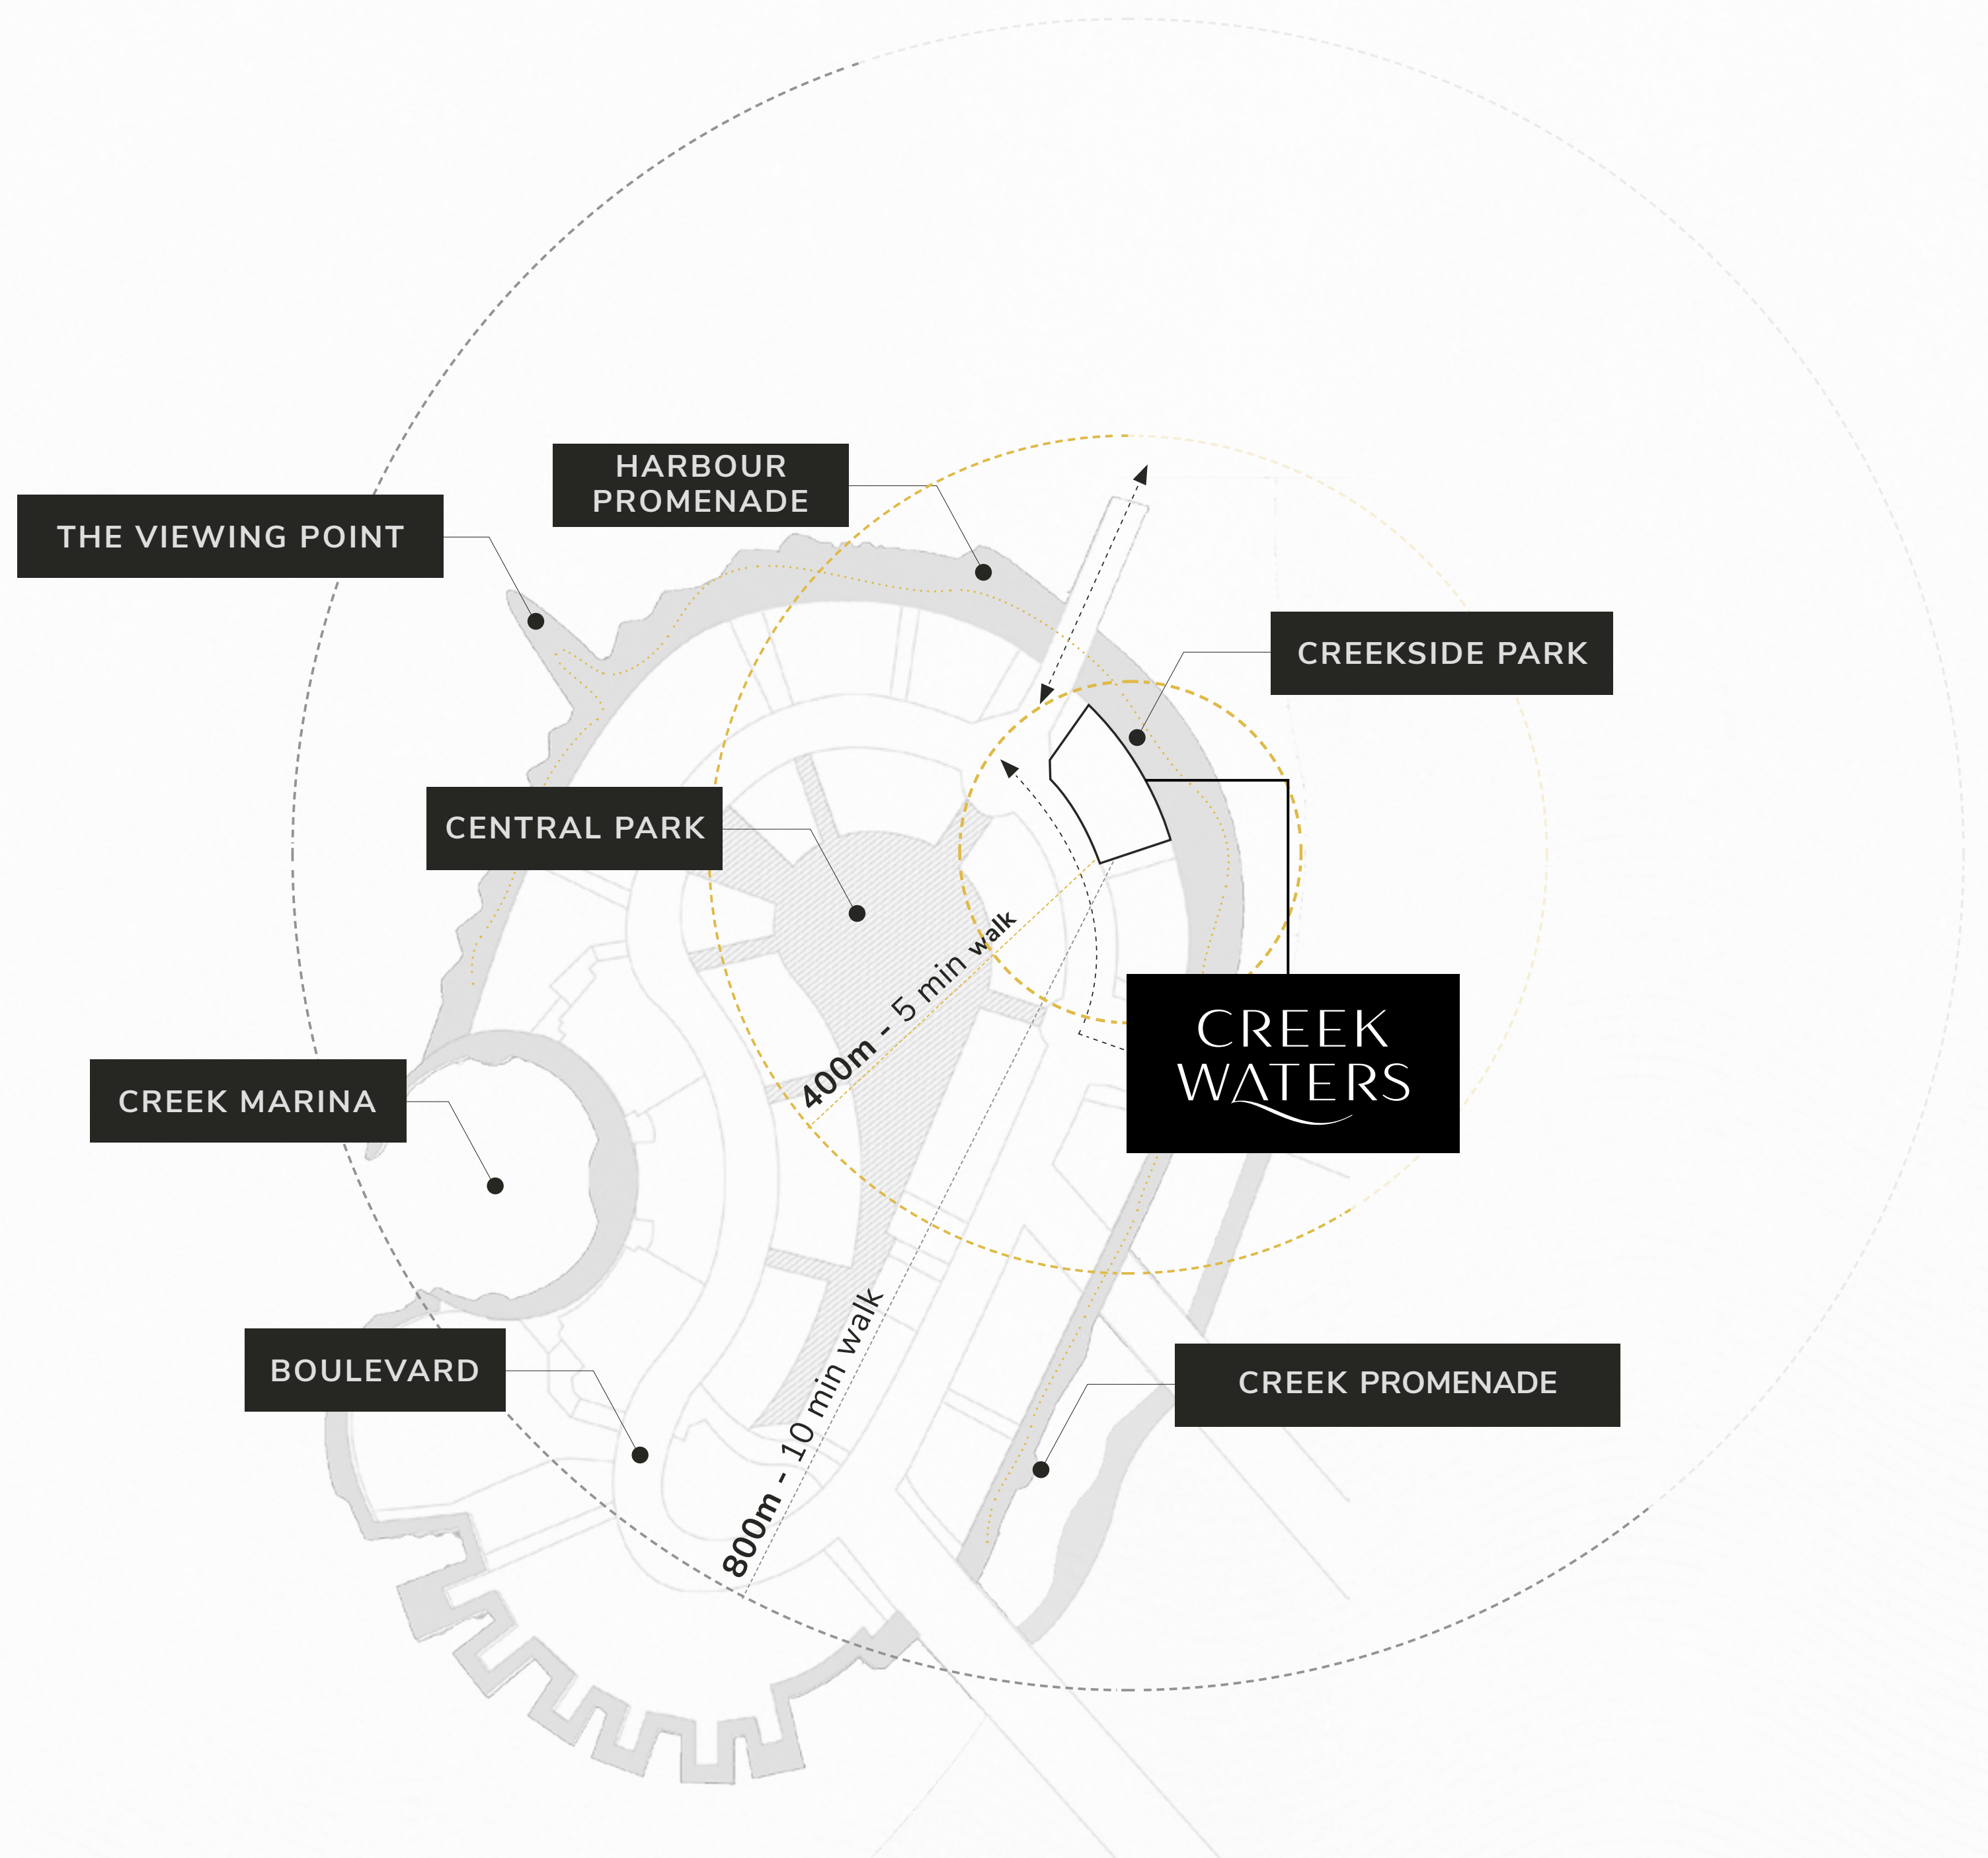 HARBOUR
PROMENADE
THE VIEWING POINT
CREEKSIDE PARK
CENTRAL PARK
400m - 5 min walk
CREEK
WATERS
CREEK MARINA
800m - 10 min walk
BOULEVARD
CREEK PROMENADE